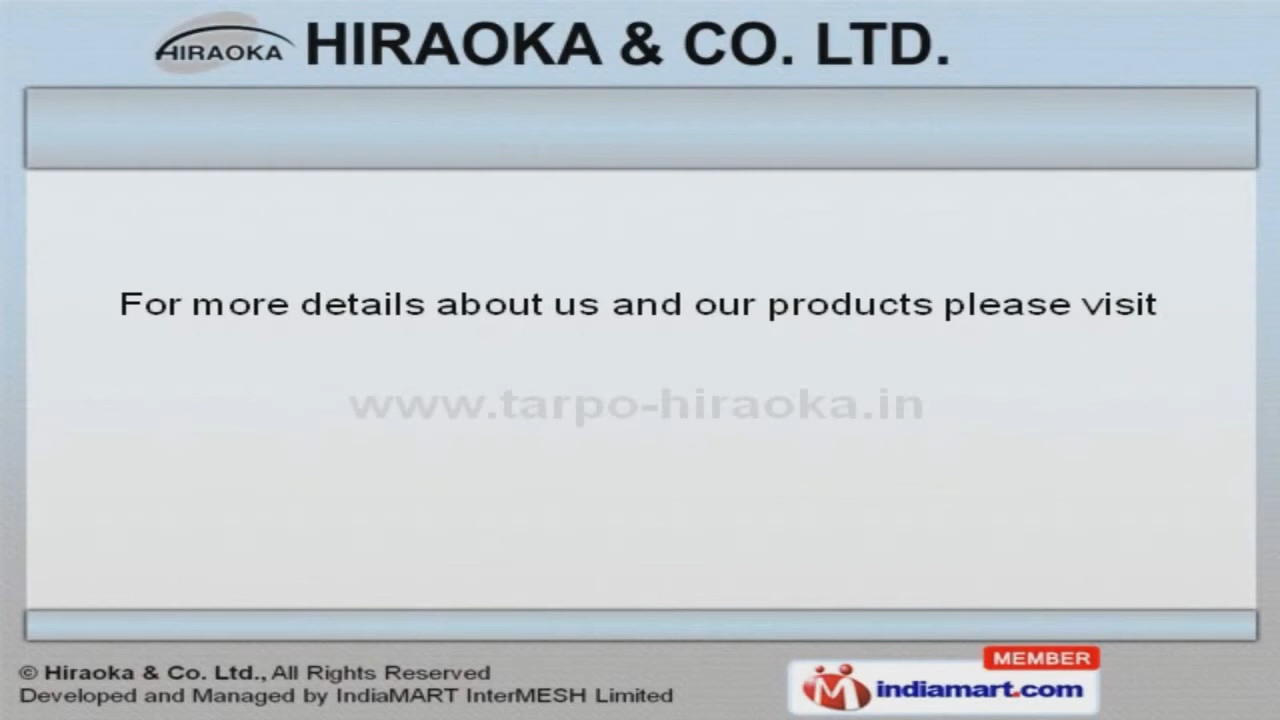 HIRAOKA HIRAOKA & CO. LTD.
For more details about us and our products please visit
www.tarpo-hiraoka.in
© Hiraoka & Co. Ltd., All Rights Reserved
Developed and Managed by IndiaMART InterMESH Limited
MEMBER
indiamart.com